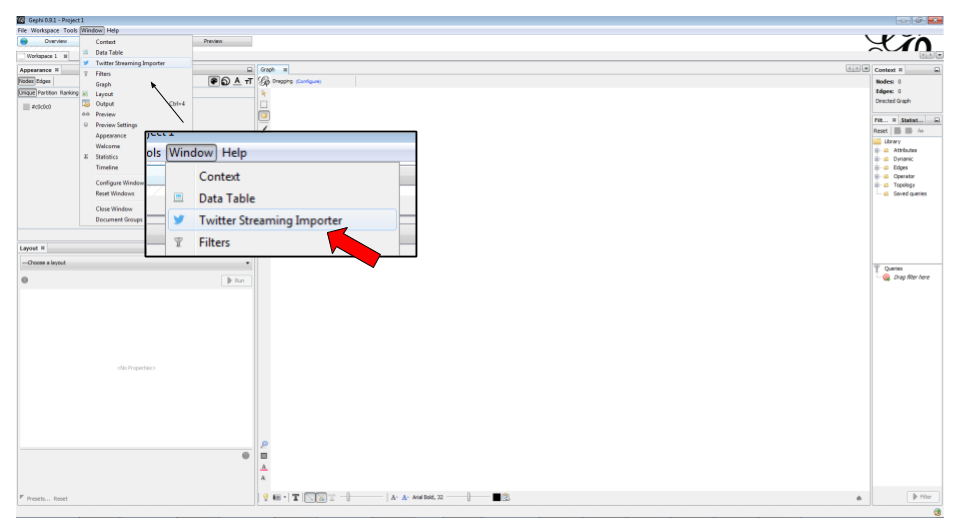 Gephi 0.9.1 - Project 1
File Workspace Tools Window Help
Overview
Preview
Workspace 1
Context
Data Table
Twitter Streaming Importer
Filters
Graph
Layout
Output Ctrl+4
Preview
Preview Settings
Appearance
Welcome
Statistics
Timeline
Configure Window
Reset Windows
Close Window
Document Groups
Appearance
Nodes Edges
Unique Partition Ranking
#c0c0c0
ols Window Help
Context
Data Table
Twitter Streaming Importer
Filters
Layout
---Choose a layout
Run
<No Properties>
Presets... Reset
Graph
Dragging (Configure)
Arial Bold, 32
Context
Nodes: 0
Edges: 0
Directed Graph
Filt... Statist...
Reset
Library
Attributes
Dynamic
Edges
Operator
Topology
Saved queries
Queries
Drag filter here
Filter